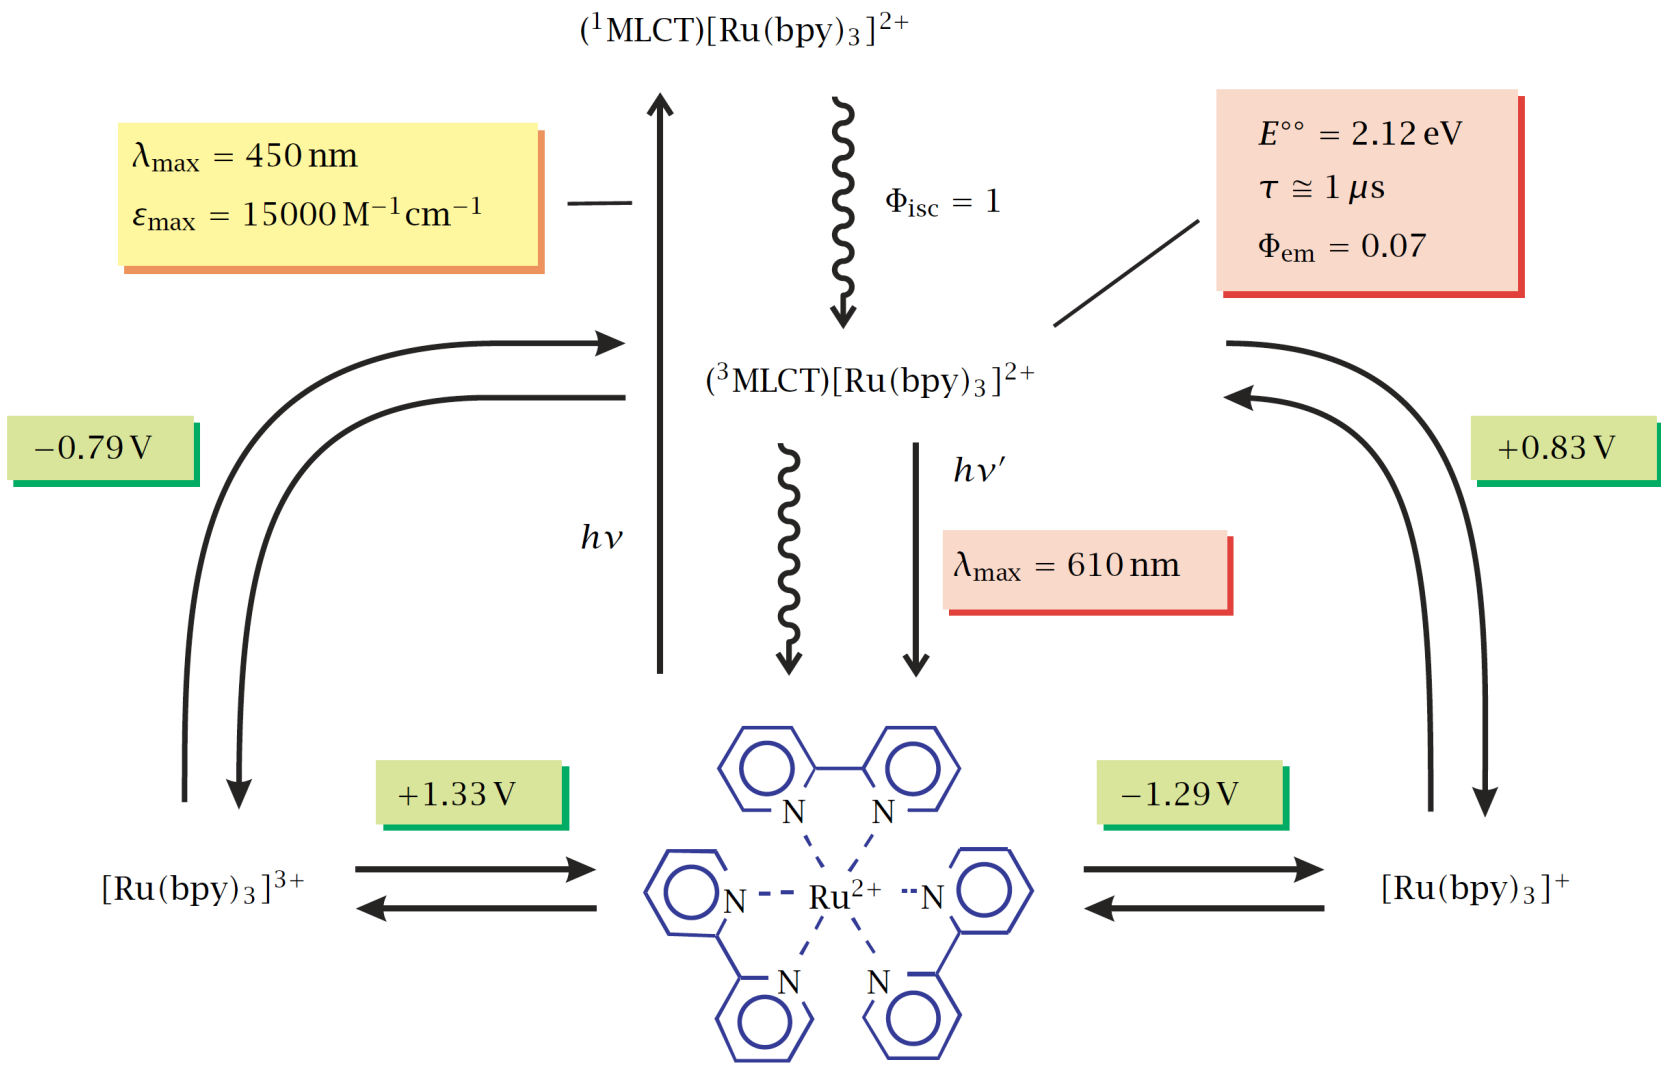 (¹MLCT)[Ru(bpy)₃]²⁺
λmax = 450 nm
εmax = 15000 M⁻¹cm⁻¹
Φisc = 1
E°° = 2.12 eV
τ ≅ 1 μs
Φem = 0.07
(³MLCT)[Ru(bpy)₃]²⁺
−0.79 V
+0.83 V
hν
hν′
λmax = 610 nm
+1.33 V
−1.29 V
N N
[Ru(bpy)₃]³⁺
N Ru²⁺ N
[Ru(bpy)₃]⁺
N N